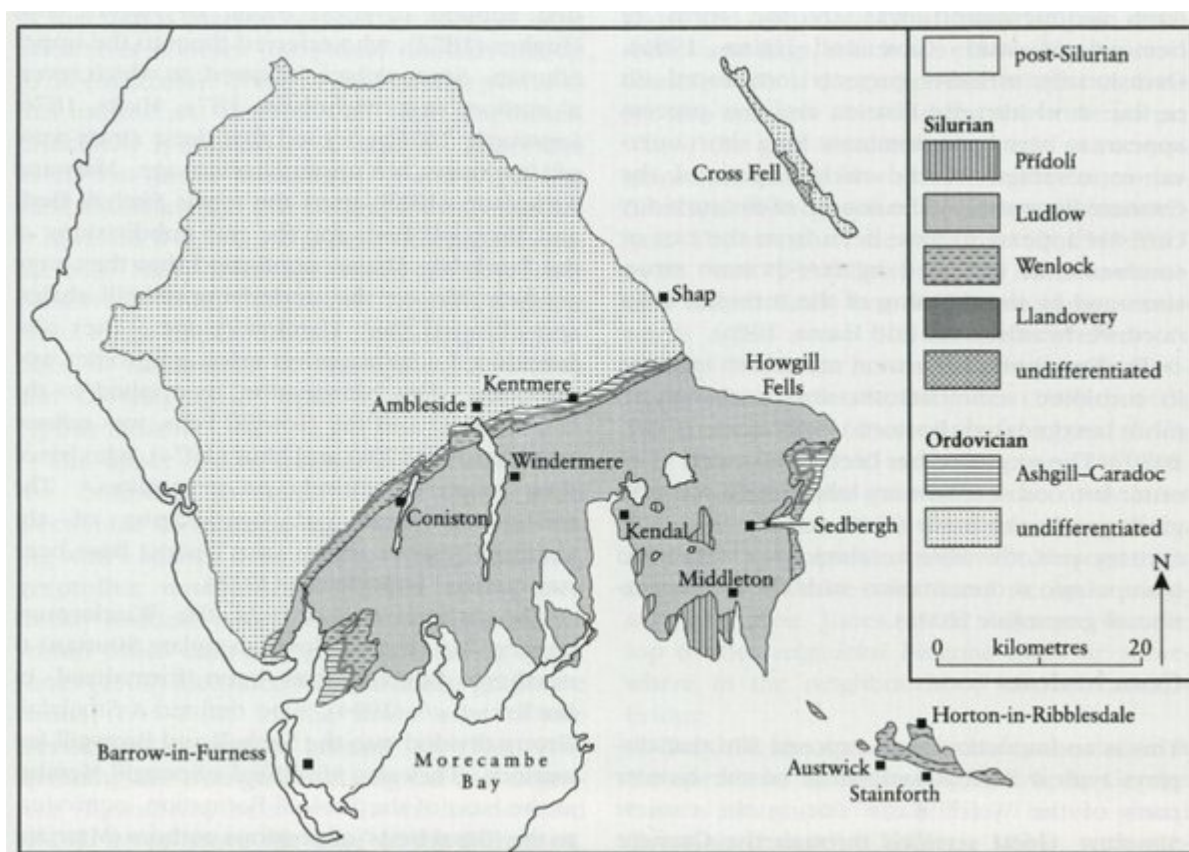 post-Silurian
Silurian
Přídolí
Ludlow
Wenlock
Llandovery
undifferentiated
Ordovician
Ashgill–Caradoc
undifferentiated
N
0 kilometres 20
Cross Fell
Shap
Howgill
Fells
Kentmere
Ambleside
Windermere
Coniston
Kendal
Sedbergh
Middleton
Horton-in-Ribblesdale
Austwick
Stainforth
Barrow-in-Furness
Morecambe
Bay